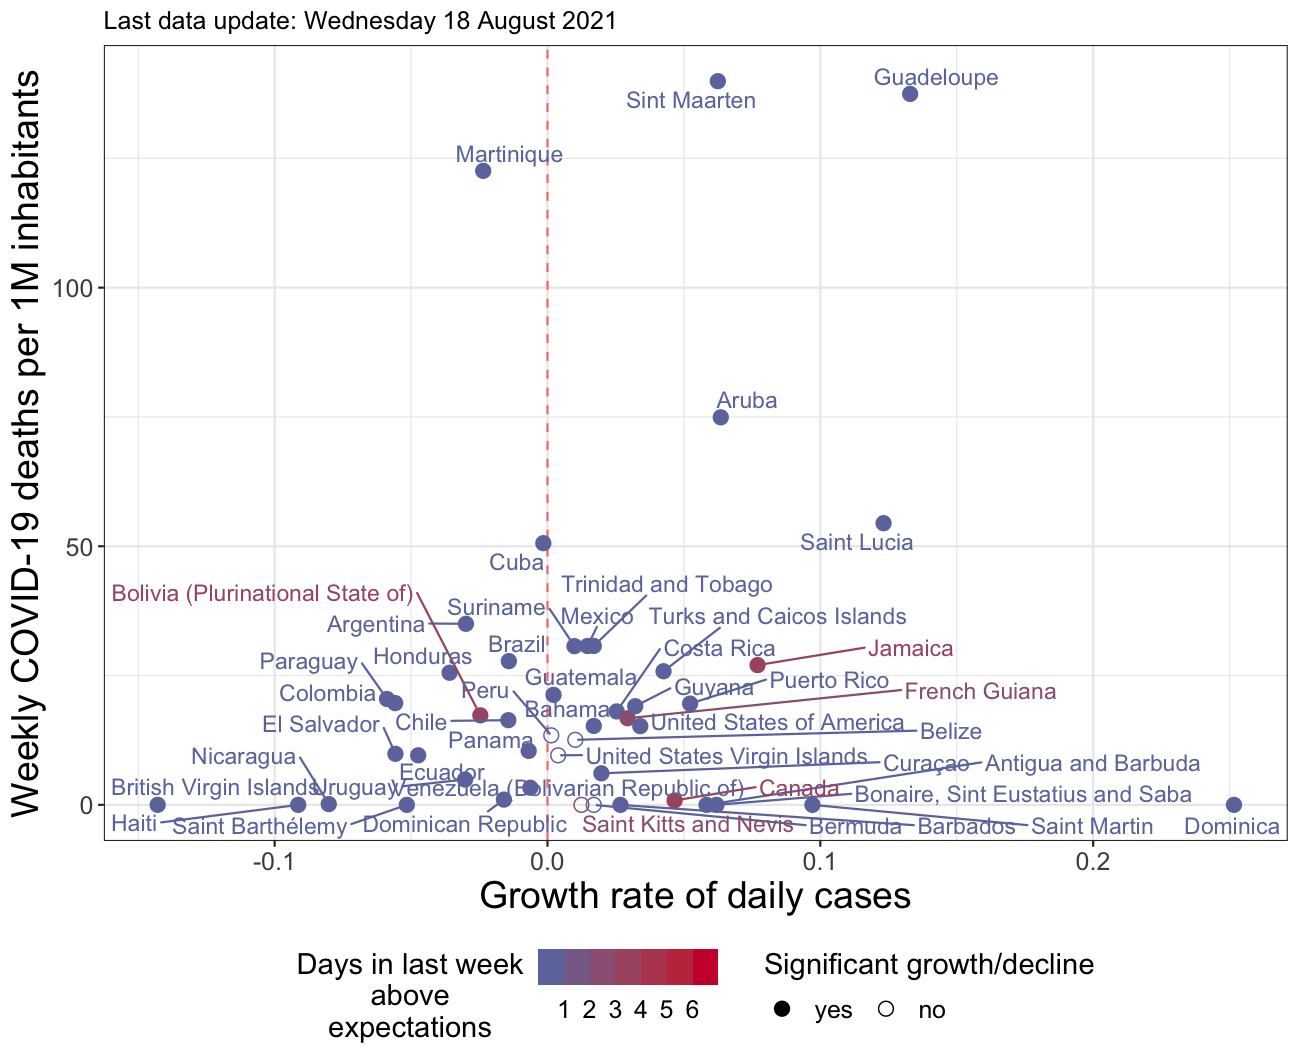 Last data update: Wednesday 18 August 2021
Weekly COVID-19 deaths per 1M inhabitants
Guadeloupe
Sint Maarten
Martinique
100
Aruba
Saint Lucia
50
Cuba
Trinidad and Tobago
Bolivia (Plurinational State of)
Suriname
Mexico
Turks and Caicos Islands
Argentina
Brazil
Costa Rica
Jamaica
Paraguay
Honduras
Guatemala
Puerto Rico
Colombia
Peru
Guyana
French Guiana
Bahamas
El Salvador
Chile
United States of America
Belize
Panama
Nicaragua
United States Virgin Islands
Curaçao
Antigua and Barbuda
Ecuador
British Virgin Islands
Uruguay
Venezuela (Bolivarian Republic of)
Canada
Bonaire, Sint Eustatius and Saba
0
Haiti
Saint Barthélemy
Dominican Republic
Saint Kitts and Nevis
Bermuda
Barbados
Saint Martin
Dominica
-0.1
0.0
0.1
0.2
Growth rate of daily cases
Days in last week
above
expectations
1 2 3 4 5 6
Significant growth/decline
yes
no